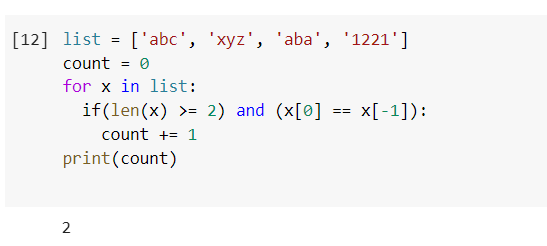 [12] list = ['abc', 'xyz', 'aba', '1221']
count = 0
for x in list:
if(len(x) >= 2) and (x[0] == x[-1]):
count += 1
print(count)
2